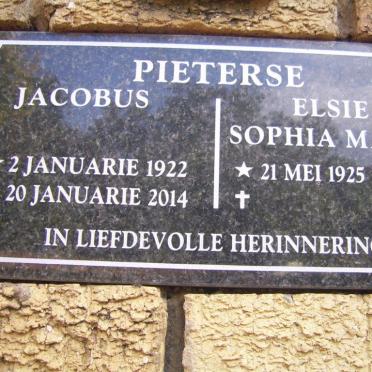 PIETERSE
JACOBUS
2 JANUARIE 1922
20 JANUARIE 2014
ELSIE
SOPHIA
★ 21 MEI 1925
✝
IN LIEFDEVOLLE HERINNERING